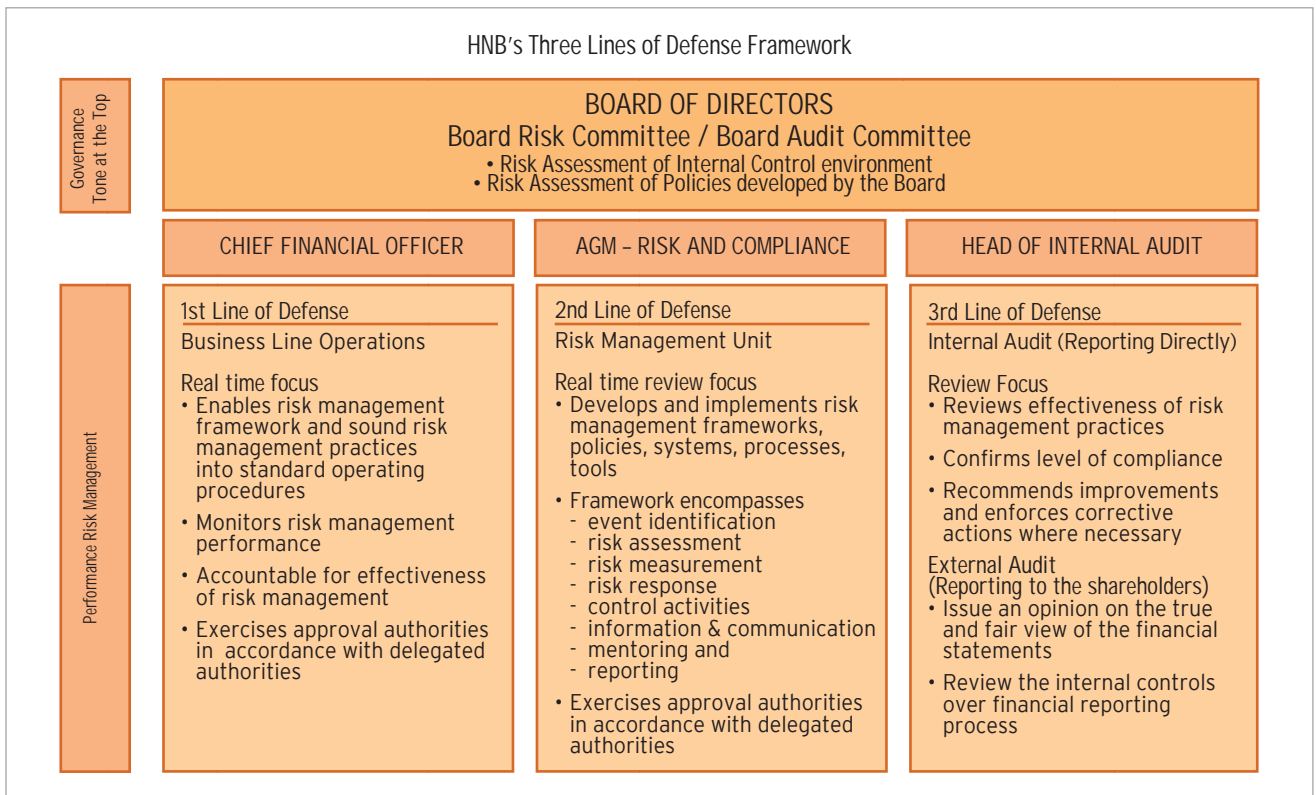 HNB's Three Lines of Defense Framework
Governance
Tone at the Top
BOARD OF DIRECTORS
Board Risk Committee / Board Audit Committee
• Risk Assessment of Internal Control environment
• Risk Assessment of Policies developed by the Board
CHIEF FINANCIAL OFFICER
AGM – RISK AND COMPLIANCE
HEAD OF INTERNAL AUDIT
Performance Risk Management
1st Line of Defense
Business Line Operations
Real time focus
• Enables risk management
framework and sound risk
management practices
into standard operating
procedures
• Monitors risk management
performance
• Accountable for effectiveness
of risk management
• Exercises approval authorities
in accordance with delegated
authorities
2nd Line of Defense
Risk Management Unit
Real time review focus
• Develops and implements risk
management frameworks,
policies, systems, processes,
tools
• Framework encompasses
- event identification
- risk assessment
- risk measurement
- risk response
- control activities
- information & communication
- mentoring and
- reporting
• Exercises approval authorities
in accordance with delegated
authorities
3rd Line of Defense
Internal Audit (Reporting Directly)
Review Focus
• Reviews effectiveness of risk
management practices
• Confirms level of compliance
• Recommends improvements
and enforces corrective
actions where necessary
External Audit
(Reporting to the shareholders)
• Issue an opinion on the true
and fair view of the financial
statements
• Review the internal controls
over financial reporting
process